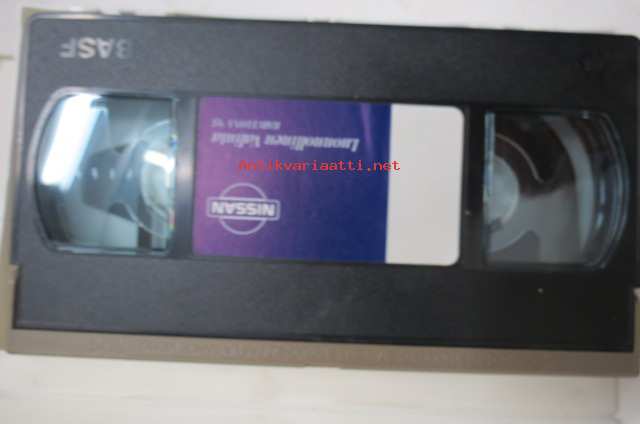 BASF
NISSAN
Luonnollinen Valinta
Antikvariaatti.net